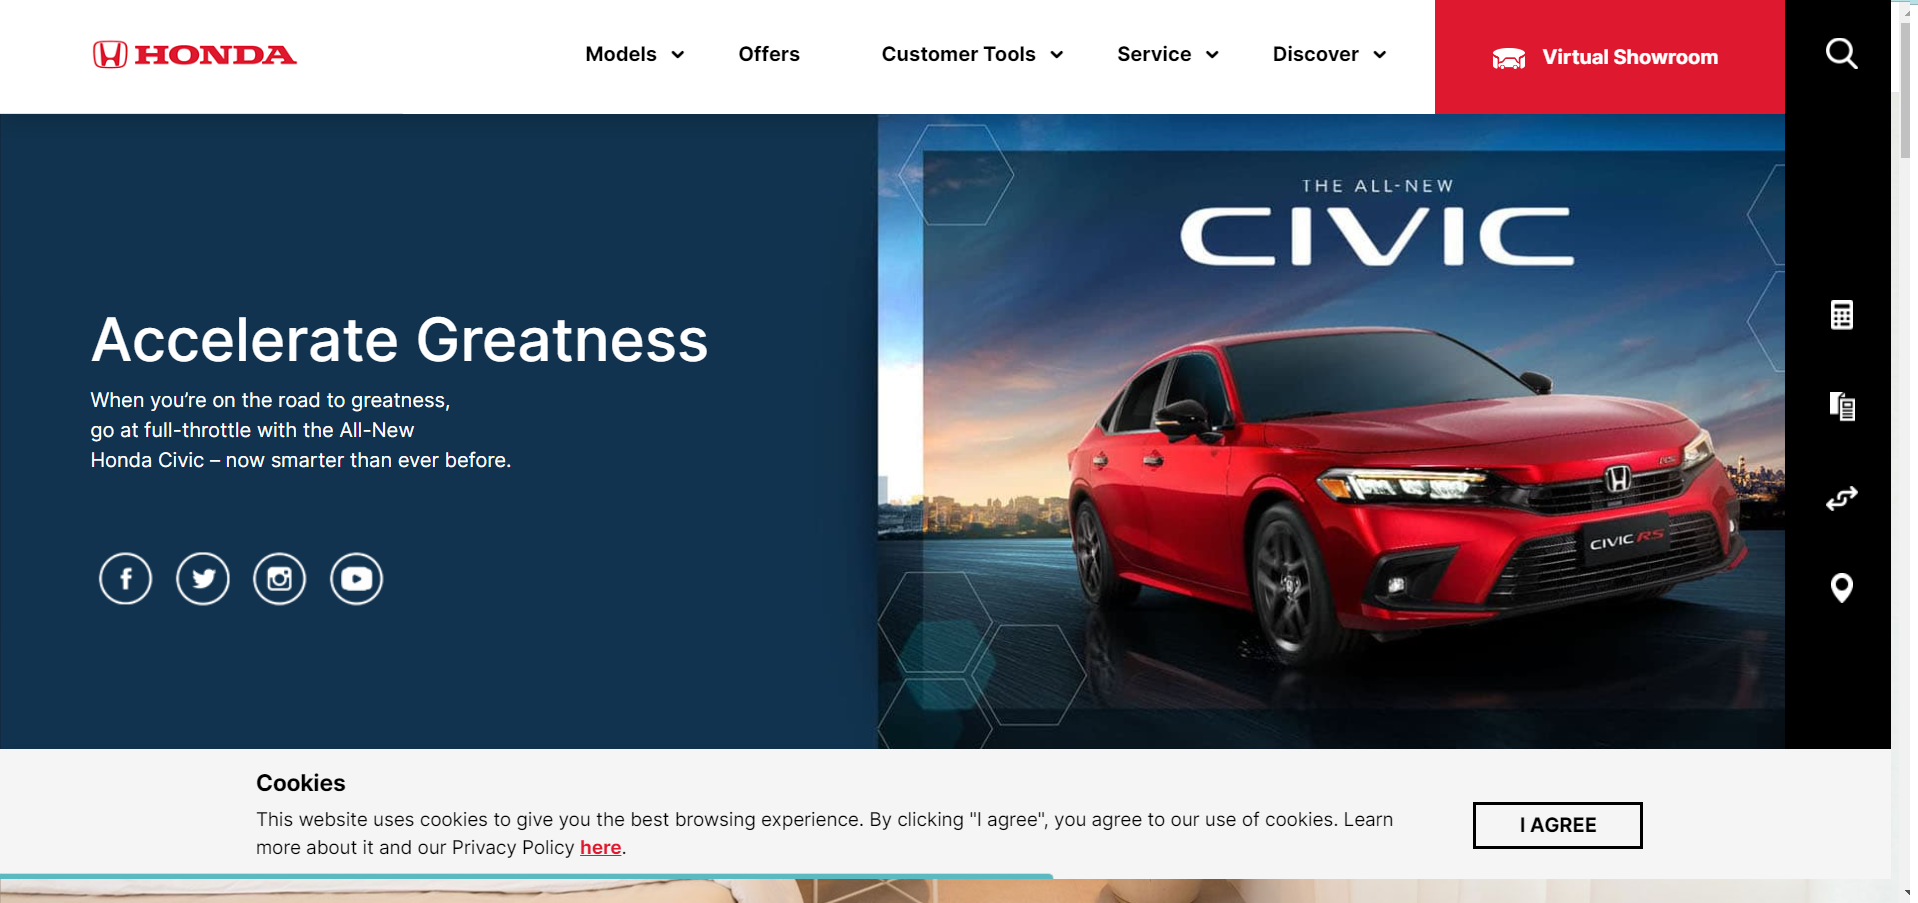 HONDA
Models
Offers
Customer Tools
Service
Discover
Virtual Showroom
THE ALL-NEW
CIVIC
Accelerate Greatness
When you're on the road to greatness,
go at full-throttle with the All-New
Honda Civic – now smarter than ever before.
RS
CIVIC RS
Cookies
This website uses cookies to give you the best browsing experience. By clicking "I agree", you agree to our use of cookies. Learn
more about it and our Privacy Policy here.
I AGREE